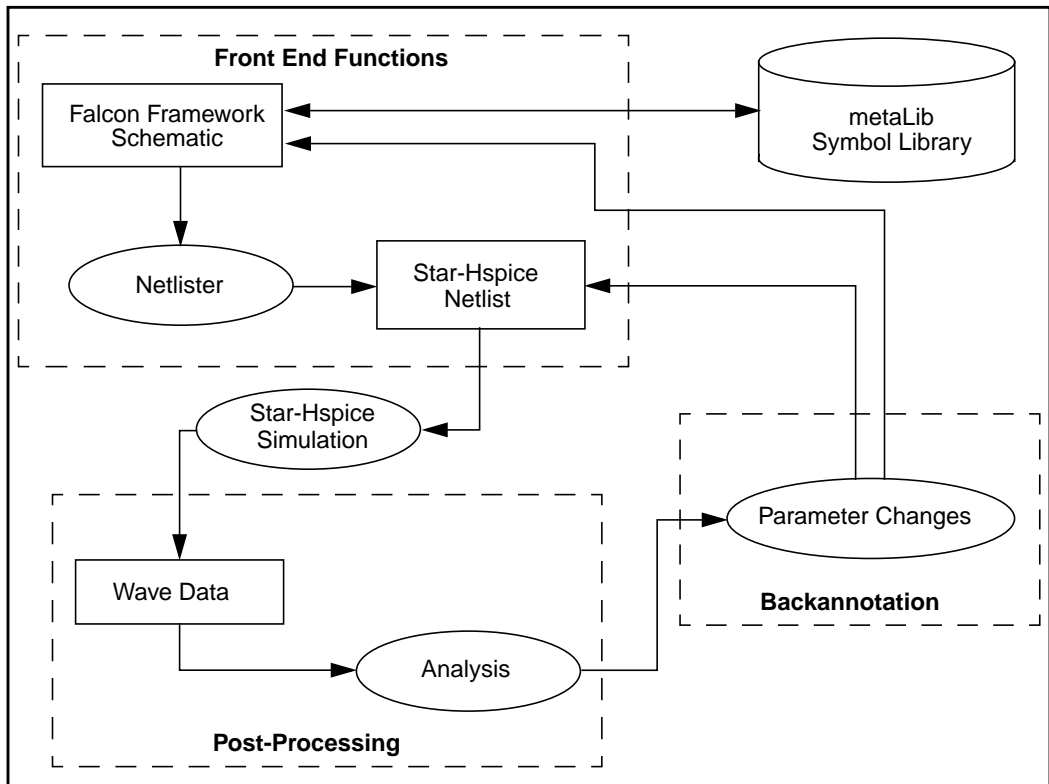 Front End Functions
Falcon Framework
Schematic
metaLib
Symbol Library
Netlister
Star-Hspice
Netlist
Star-Hspice
Simulation
Parameter Changes
Backannotation
Wave Data
Analysis
Post-Processing